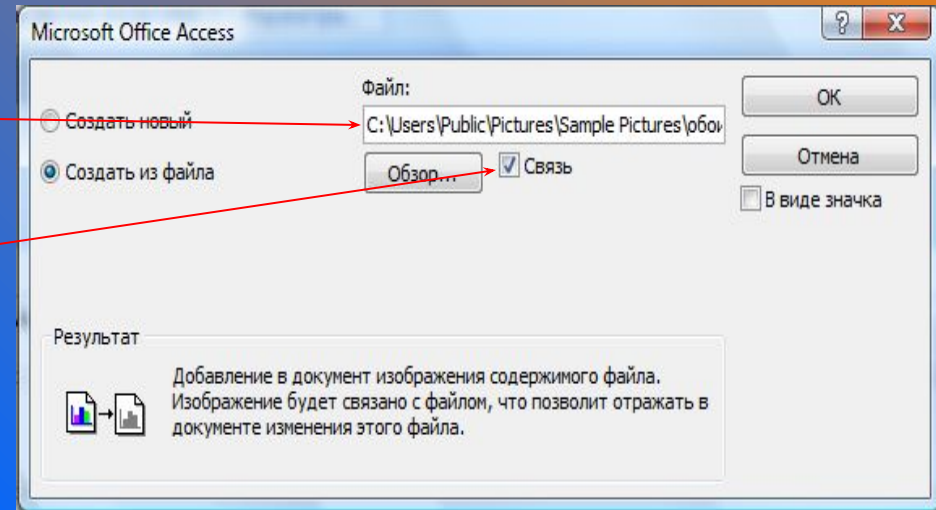 Microsoft Office Access
Файл:
Создать новый
C:\Users\Public\Pictures\Sample Pictures\обои
ОК
Создать из файла
Обзор...
Связь
Отмена
В виде значка
Результат
Добавление в документ изображения содержимого файла.
Изображение будет связано с файлом, что позволит отражать в
документе изменения этого файла.